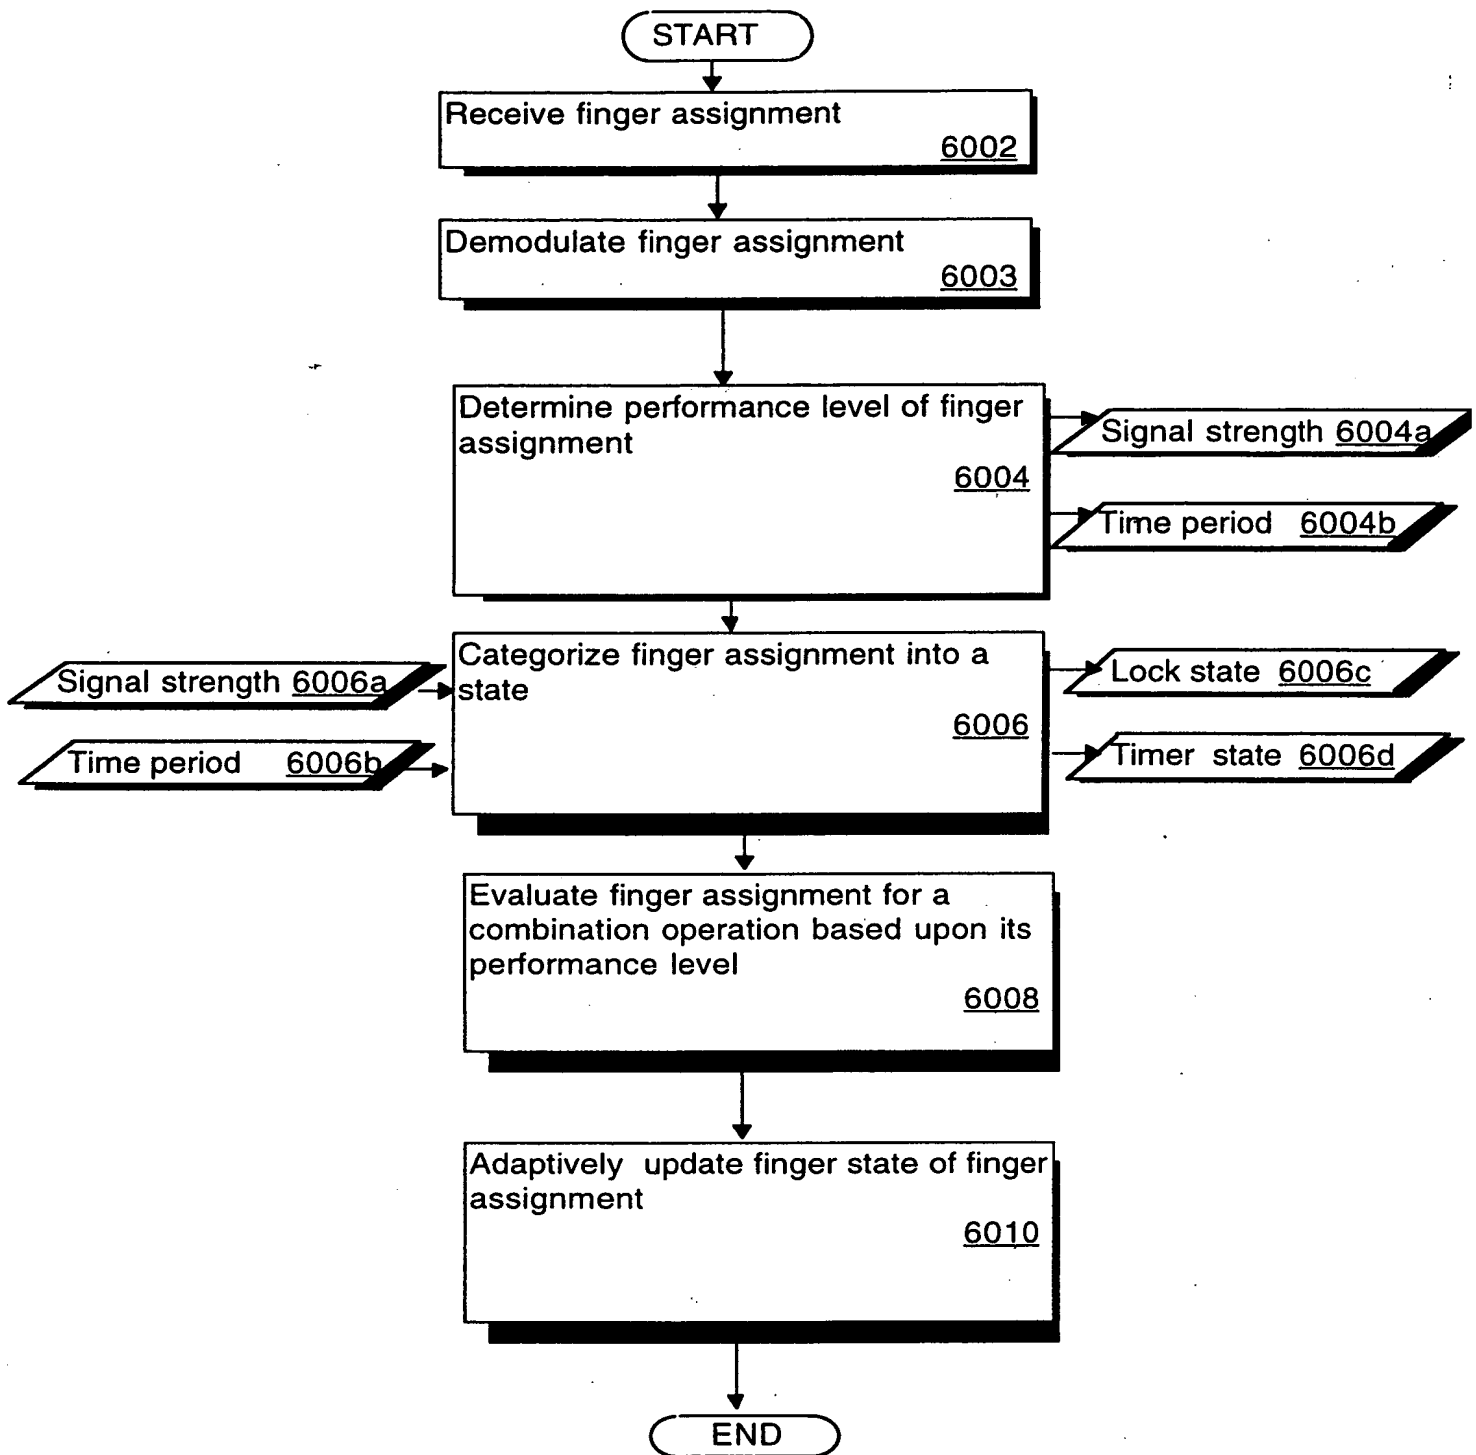 START
Receive finger assignment
6002
Demodulate finger assignment
6003
Determine performance level of finger
assignment
6004
Signal strength 6004a
Time period 6004b
Categorize finger assignment into a
state
6006
Signal strength 6006a
Time period 6006b
Lock state 6006c
Timer state 6006d
Evaluate finger assignment for a
combination operation based upon its
performance level
6008
Adaptively update finger state of finger
assignment
6010
END